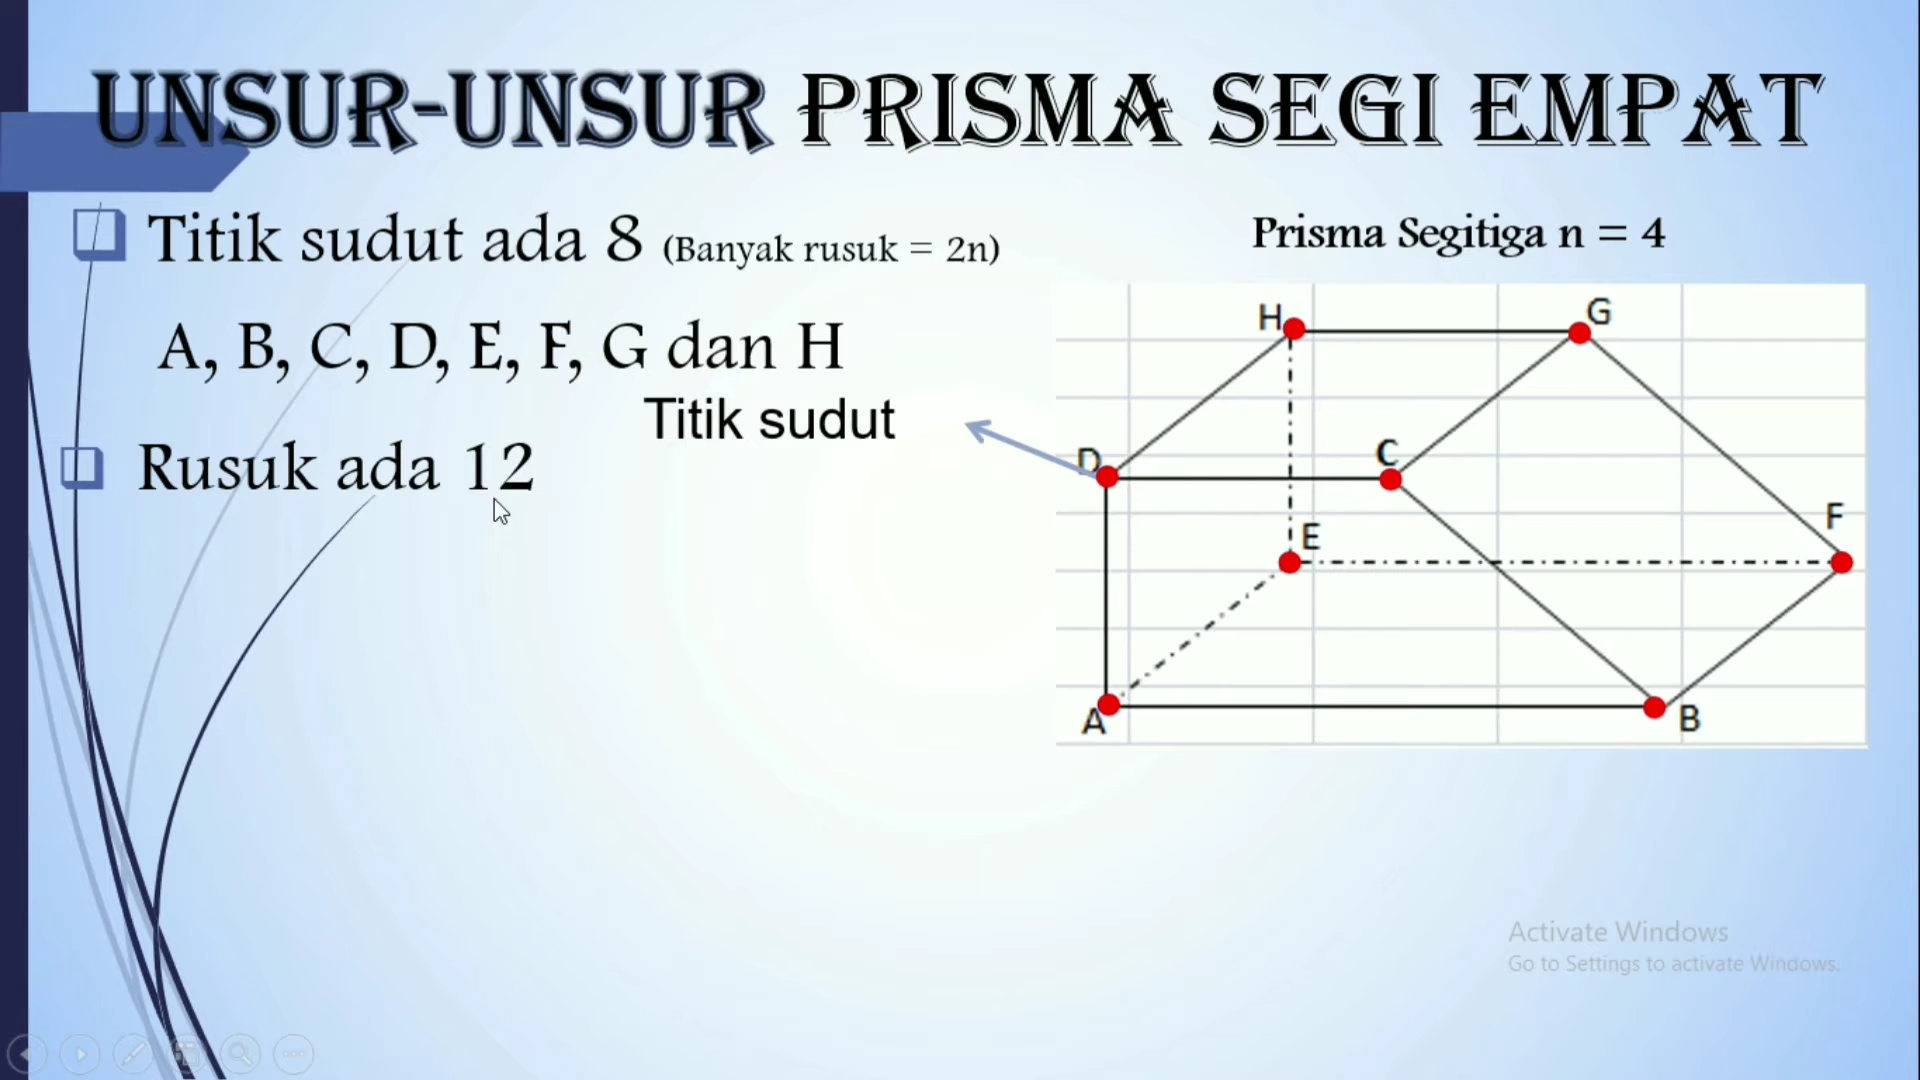 UNSUR-UNSUR PRISMA SEGI EMPAT
Titik sudut ada 8 (Banyak rusuk = 2n)
A, B, C, D, E, F, G dan H
Titik sudut
Rusuk ada 12
Prisma Segitiga n = 4
H
G
D
C
E
F
A
B
Activate Windows
Go to Settings to activate Windows.